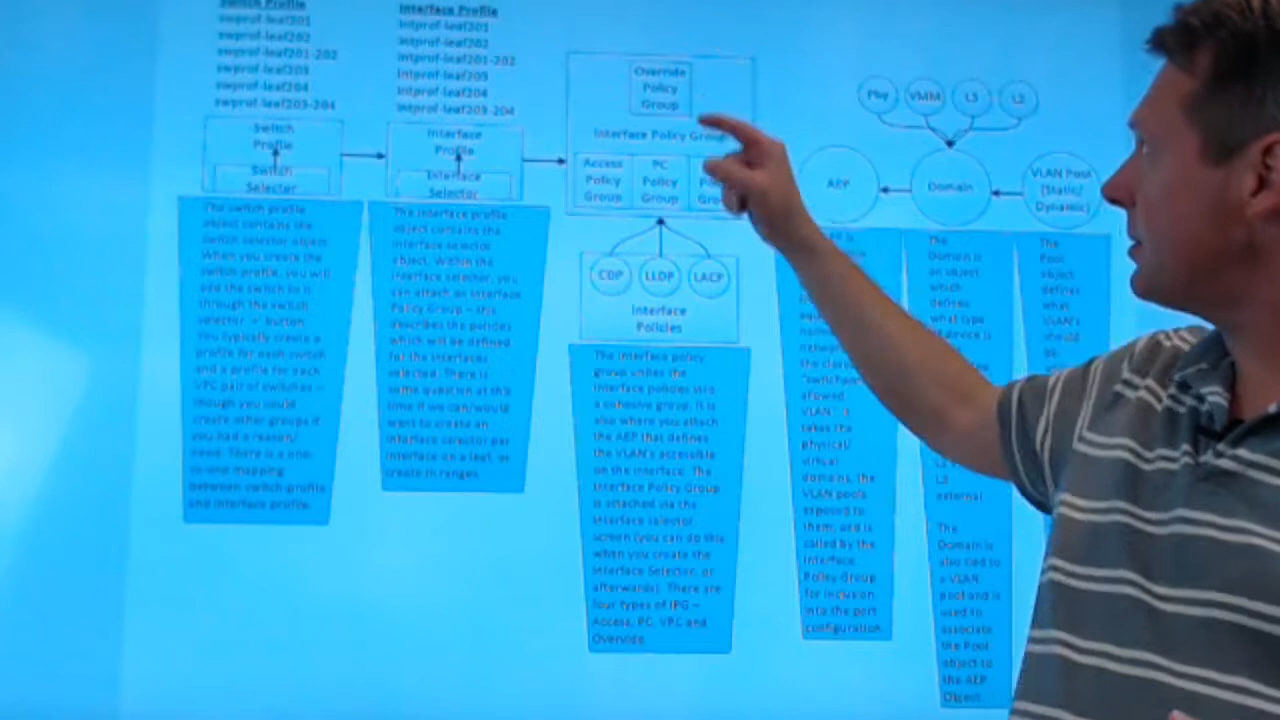 Switch Profile
swprof-leaf201
swprof-leaf202
swprof-leaf201-202
swprof-leaf203
swprof-leaf204
swprof-leaf203-204
Switch
Profile
Switch
Selector
The switch profile
object contains the
switch selector object.
When you create the
switch profile, you will
add the switch to it
through the switch
selector
button
You typically create a
profile for each switch
and a profile for each
VPC pair of switches –
though you could
create other groups if
you had a reason/
need. There is a one-
to-one mapping
between switch-profile
and interface profile.
Interface Profile
intprof-leaf201
intprof-leaf202
intprof-leaf201-202
intprof-leaf203
intprof-leaf204
intprof-leaf203-204
Interface
Profile
Interface
Selector
The interface profile
object contains the
interface selector
object. Within the
interface selector, you
can attach an Interface
Policy Group – this
describes the policies
which will be defined
for the interfaces
selected. There is
some question at this
time if we can/would
want to create an
interface selector per
interface on a leaf, or
create in ranges.
Override
Policy
Group
Interface Policy Group
Access
Policy
Group
PC
Policy
Group
CDP
LLDP
LACP
Interface
Policies
The interface policy
group unites the
interface policies into
a cohesive group. It is
also where you attach
the AEP that defines
the VLAN's accessible
on the interface. The
Interface Policy Group
is attached via the
interface selector
screen (you can do this
when you create the
Interface Selector, or
afterwards). There are
four types of IPG –
Access, PC, VPC and
Override.
Phy
VMM
L3
L2
AEP
Domain
VLAN Pool
(Static/
Dynamic)
allowed
takes the
physical/
virtual
domains, the
VLAN pools
exposed to
them, and is
called by the
Interface
Policy Group
for inclusion
into the port
configuration.
The
Domain is
an object
which
defines
what type
device is
L3
external
The
Domain is
also tied to
a VLAN
pool and is
used to
associate
the Pool
object to
the AEP
Object.
The
Pool
object
defines
what
VLAN's
should
be